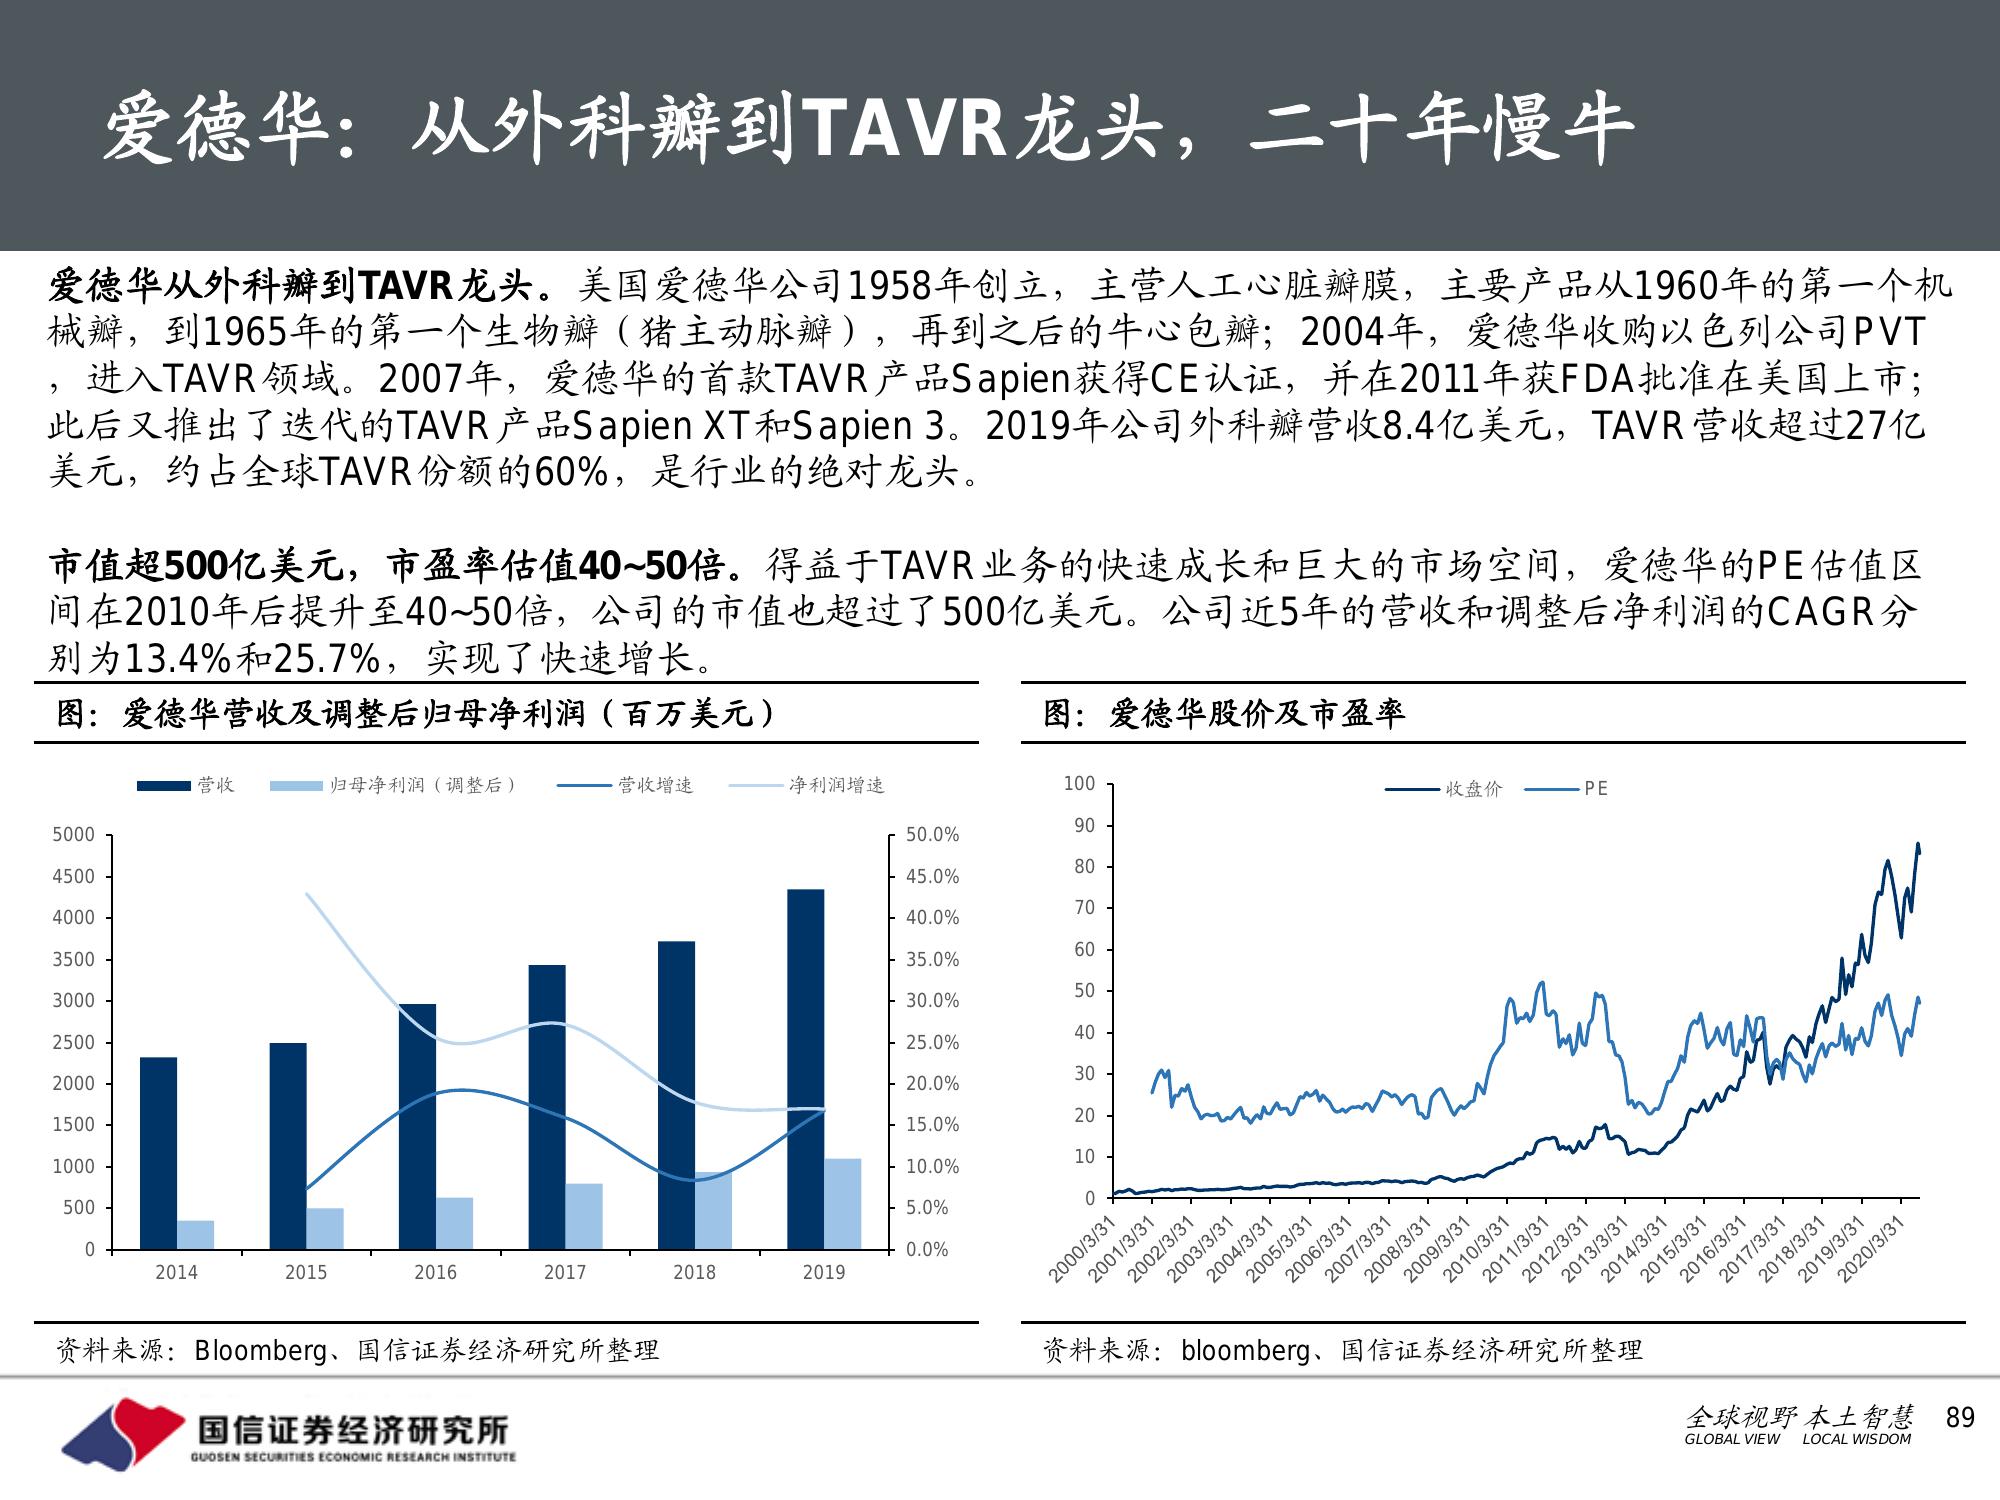 爱德华：从外科瓣到TAVR龙头，二十年慢牛
爱德华从外科瓣到TAVR龙头。美国爱德华公司1958年创立，主营人工心脏瓣膜，主要产品从1960年的第一个机
械瓣，到1965年的第一个生物瓣（猪主动脉瓣），再到之后的牛心包瓣；2004年，爱德华收购以色列公司PVT
，进入TAVR领域。2007年，爱德华的首款TAVR产品Sapien获得CE认证，并在2011年获FDA批准在美国上市；
此后又推出了迭代的TAVR产品Sapien XT和Sapien 3。2019年公司外科瓣营收8.4亿美元，TAVR营收超过27亿
美元，约占全球TAVR份额的60%，是行业的绝对龙头。
市值超500亿美元，市盈率估值40~50倍。得益于TAVR业务的快速成长和巨大的市场空间，爱德华的PE估值区
间在2010年后提升至40~50倍，公司的市值也超过了500亿美元。公司近5年的营收和调整后净利润的CAGR分
别为13.4%和25.7%，实现了快速增长。
图：爱德华营收及调整后归母净利润（百万美元）
营收 归母净利润（调整后） 营收增速 净利润增速
5000
4500
4000
3500
3000
2500
2000
1500
1000
500
0
50.0%
45.0%
40.0%
35.0%
30.0%
25.0%
20.0%
15.0%
10.0%
5.0%
0.0%
2014 2015 2016 2017 2018 2019
资料来源：Bloomberg、国信证券经济研究所整理
图：爱德华股价及市盈率
收盘价 PE
100
90
80
70
60
50
40
30
20
10
0
2000/3/31
2001/3/31
2002/3/31
2003/3/31
2004/3/31
2005/3/31
2006/3/31
2007/3/31
2008/3/31
2009/3/31
2010/3/31
2011/3/31
2012/3/31
2013/3/31
2014/3/31
2015/3/31
2016/3/31
2017/3/31
2018/3/31
2019/3/31
2020/3/31
资料来源：bloomberg、国信证券经济研究所整理
国信证券经济研究所
GUOSEN SECURITIES ECONOMIC RESEARCH INSTITUTE
全球视野 本土智慧
GLOBAL VIEW LOCAL WISDOM
89